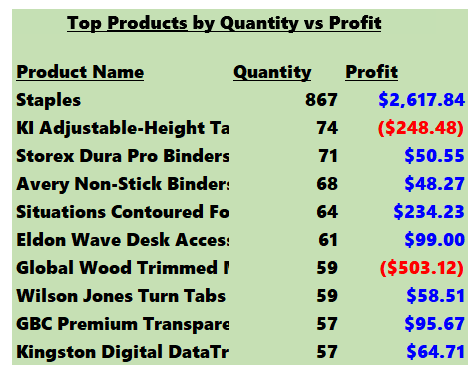 Top Products by Quantity vs Profit
Product Name Quantity Profit
Staples 867 $2,617.84
KI Adjustable-Height Ta 74 ($248.48)
Storex Dura Pro Binders 71 $50.55
Avery Non-Stick Binders 68 $48.27
Situations Contoured Fo 64 $234.23
Eldon Wave Desk Access 61 $99.00
Global Wood Trimmed M 59 ($503.12)
Wilson Jones Turn Tabs 59 $58.51
GBC Premium Transpare 57 $95.67
Kingston Digital DataTr 57 $64.71